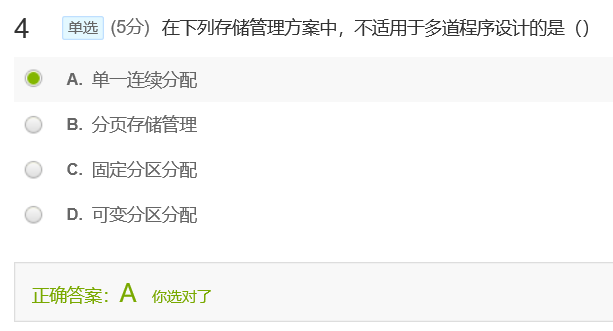 4 单选 (5分) 在下列存储管理方案中，不适用于多道程序设计的是（）
A. 单一连续分配
B. 分页存储管理
C. 固定分区分配
D. 可变分区分配
正确答案：A 你选对了